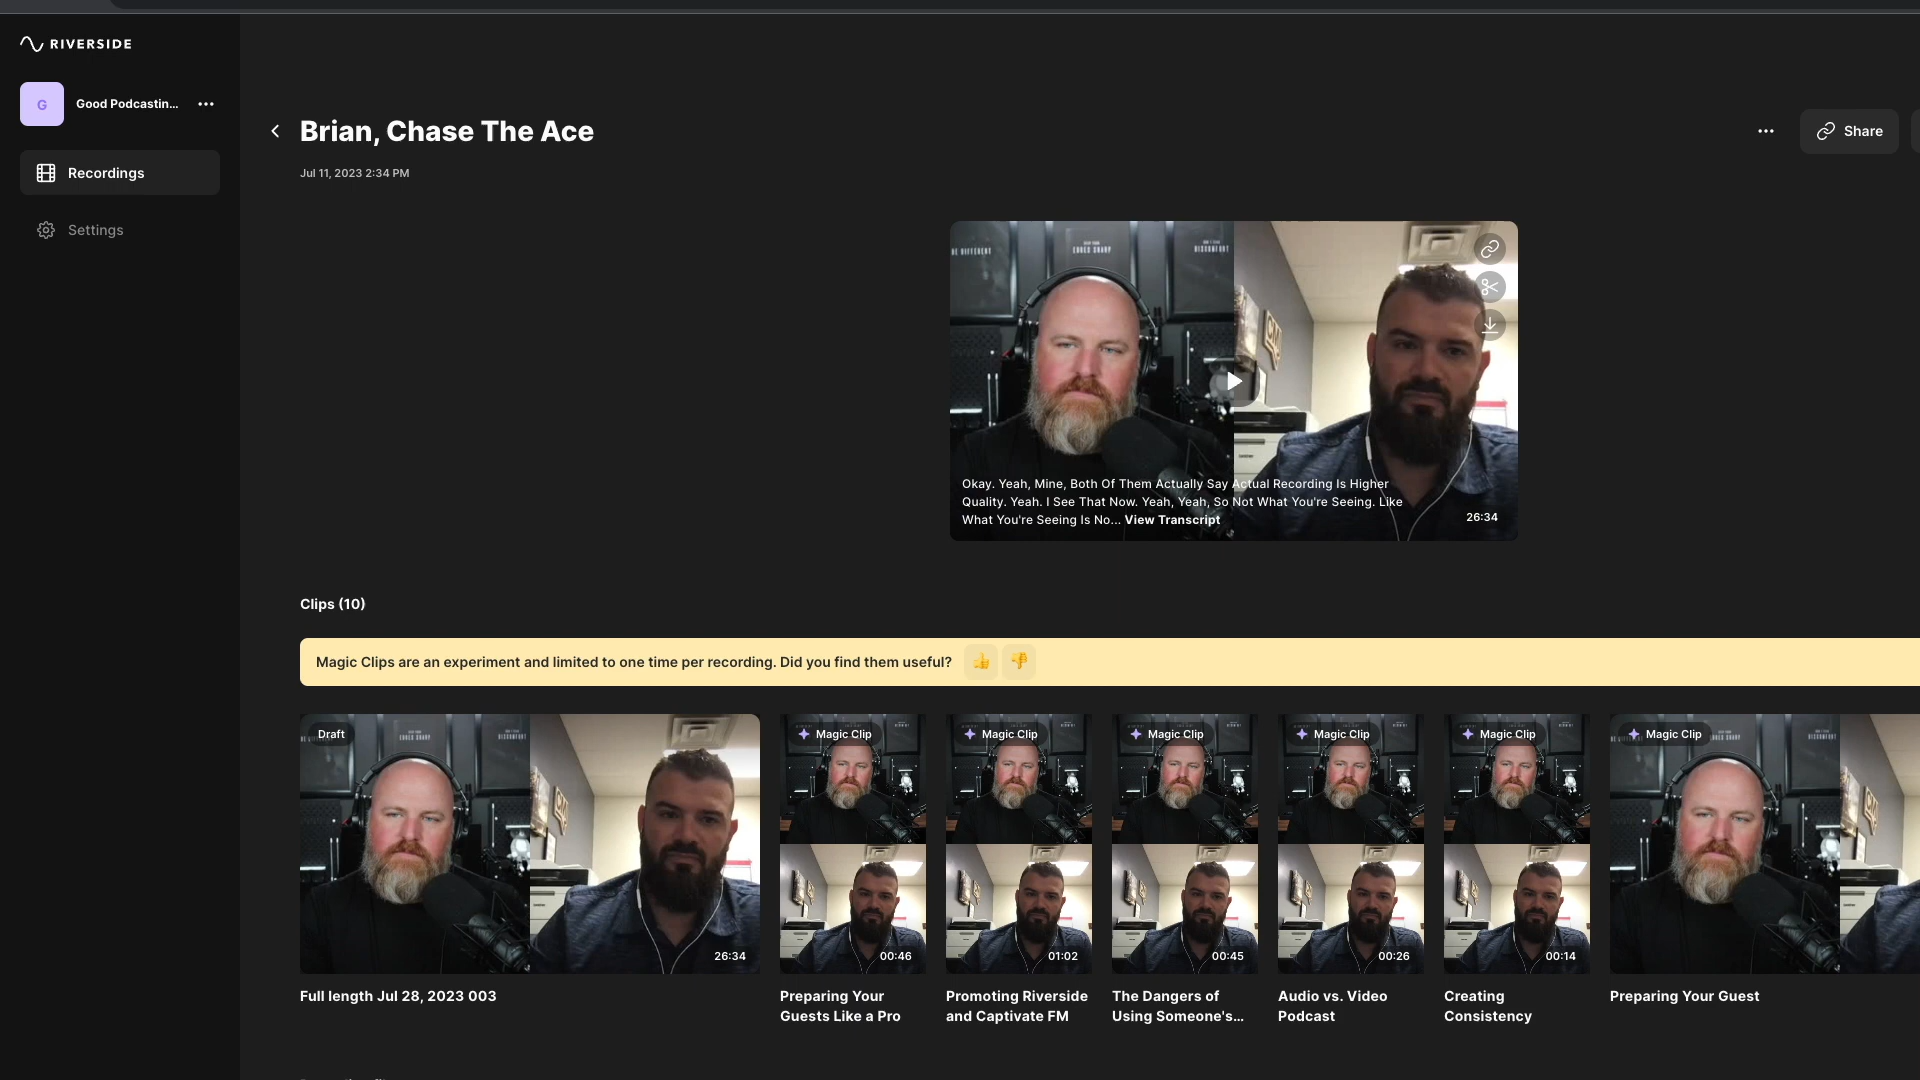 RIVERSIDE
G
Good Podcastin...
Recordings
Settings
Brian, Chase The Ace
Jul 11, 2023 2:34 PM
Share
BE DIFFERENT
EDGES SHARP
DISCOMFORT
Okay. Yeah, Mine, Both Of Them Actually Say Actual Recording Is Higher
Quality. Yeah. I See That Now. Yeah, Yeah, So Not What You're Seeing. Like
What You're Seeing Is No... View Transcript
26:34
Clips (10)
Magic Clips are an experiment and limited to one time per recording. Did you find them useful?
Draft
Magic Clip
Magic Clip
Magic Clip
Magic Clip
Magic Clip
Magic Clip
26:34
00:46
01:02
00:45
00:26
00:14
Full length Jul 28, 2023 003
Preparing Your
Guests Like a Pro
Promoting Riverside
and Captivate FM
The Dangers of
Using Someone's...
Audio vs. Video
Podcast
Creating
Consistency
Preparing Your Guest